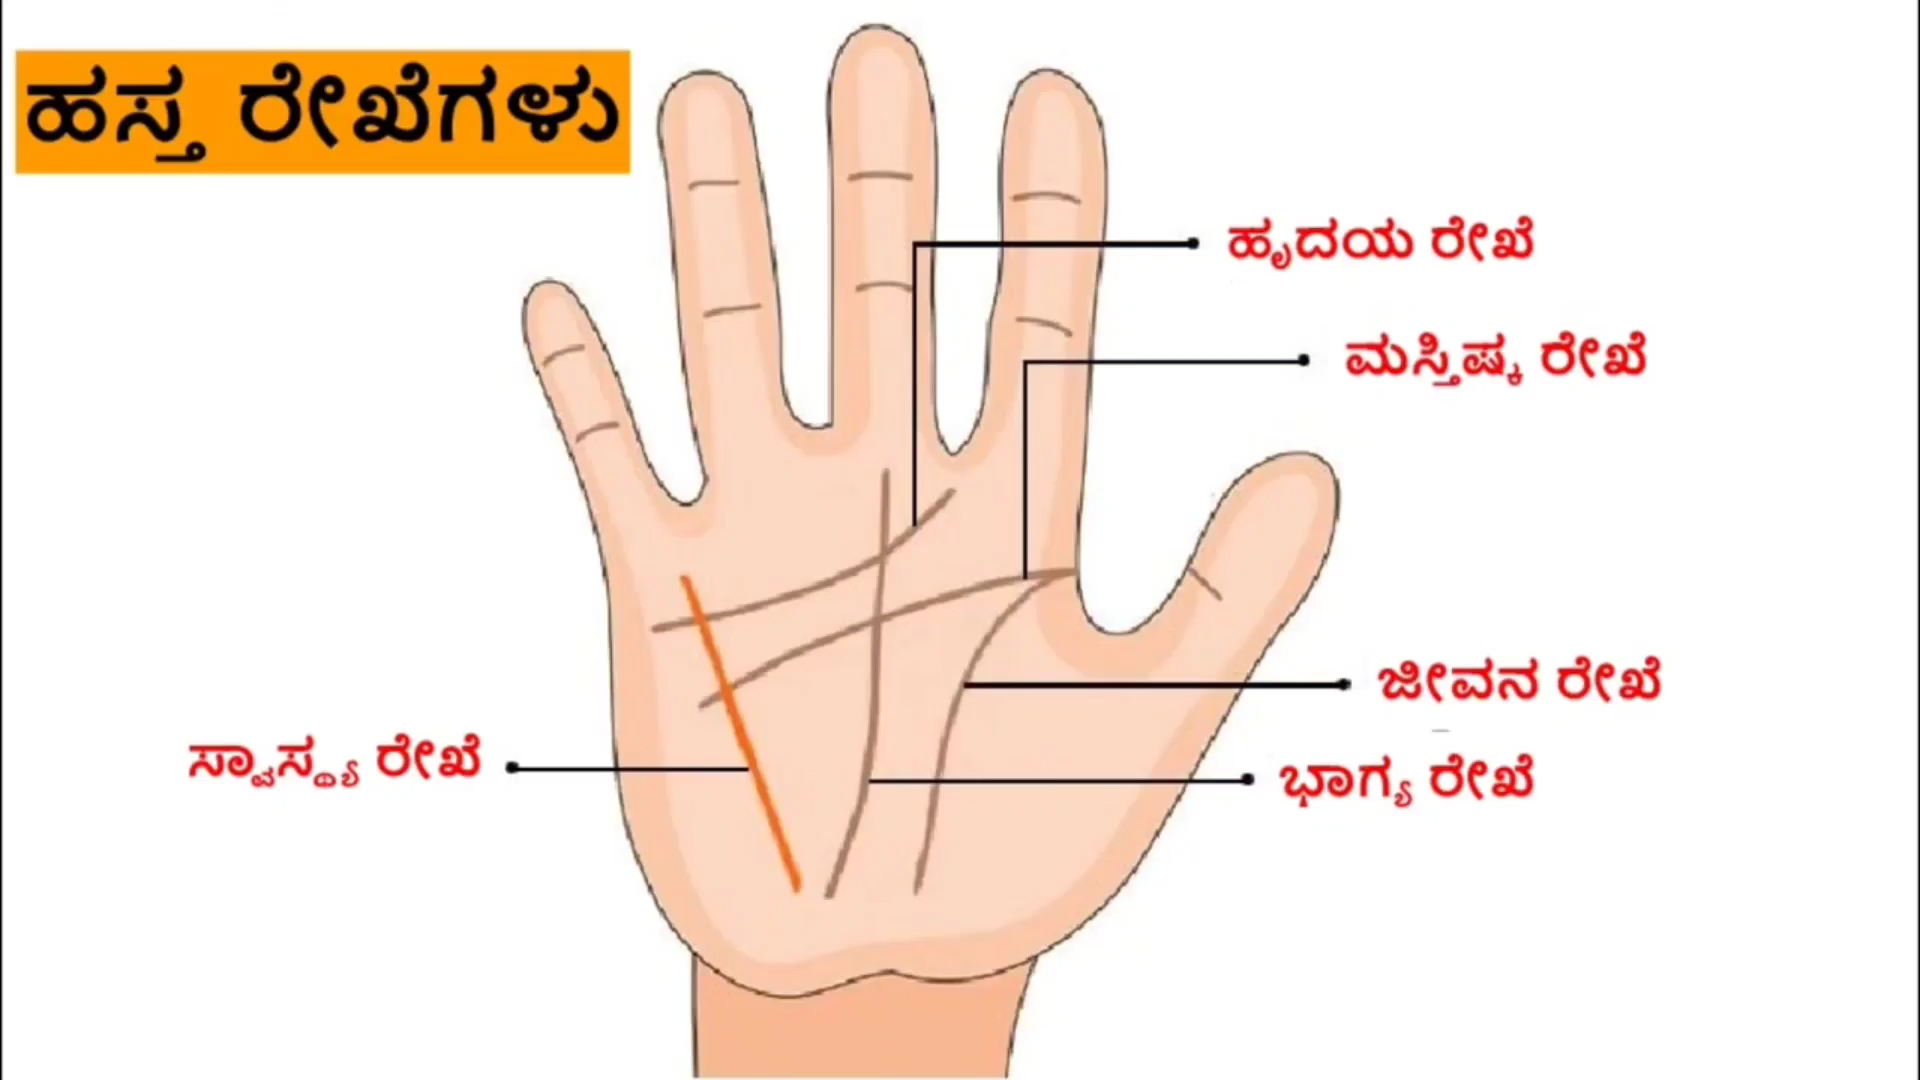 ಹಸ್ತ ರೇಖೆಗಳು
ಹೃದಯ ರೇಖೆ
ಮಸ್ತಿಷ್ಕ ರೇಖೆ
ಜೀವನ ರೇಖೆ
ಸ್ವಾಸ್ಥ್ಯ ರೇಖೆ
ಭಾಗ್ಯ ರೇಖೆ